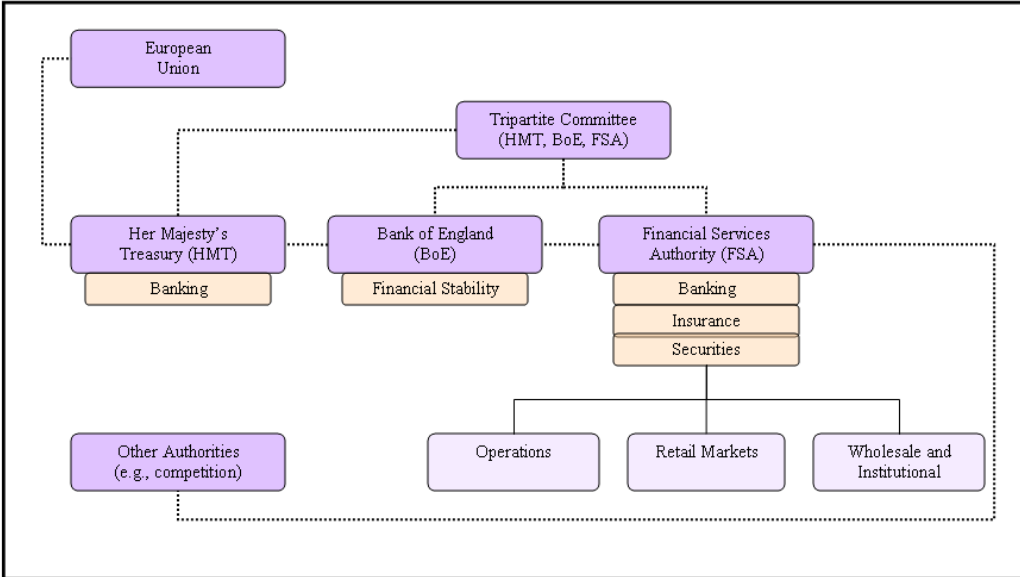 European
Union
Tripartite Committee
(HMT, BoE, FSA)
Her Majesty's
Treasury (HMT)
Banking
Bank of England
(BoE)
Financial Stability
Financial Services
Authority (FSA)
Banking
Insurance
Securities
Other Authorities
(e.g., competition)
Operations
Retail Markets
Wholesale and
Institutional